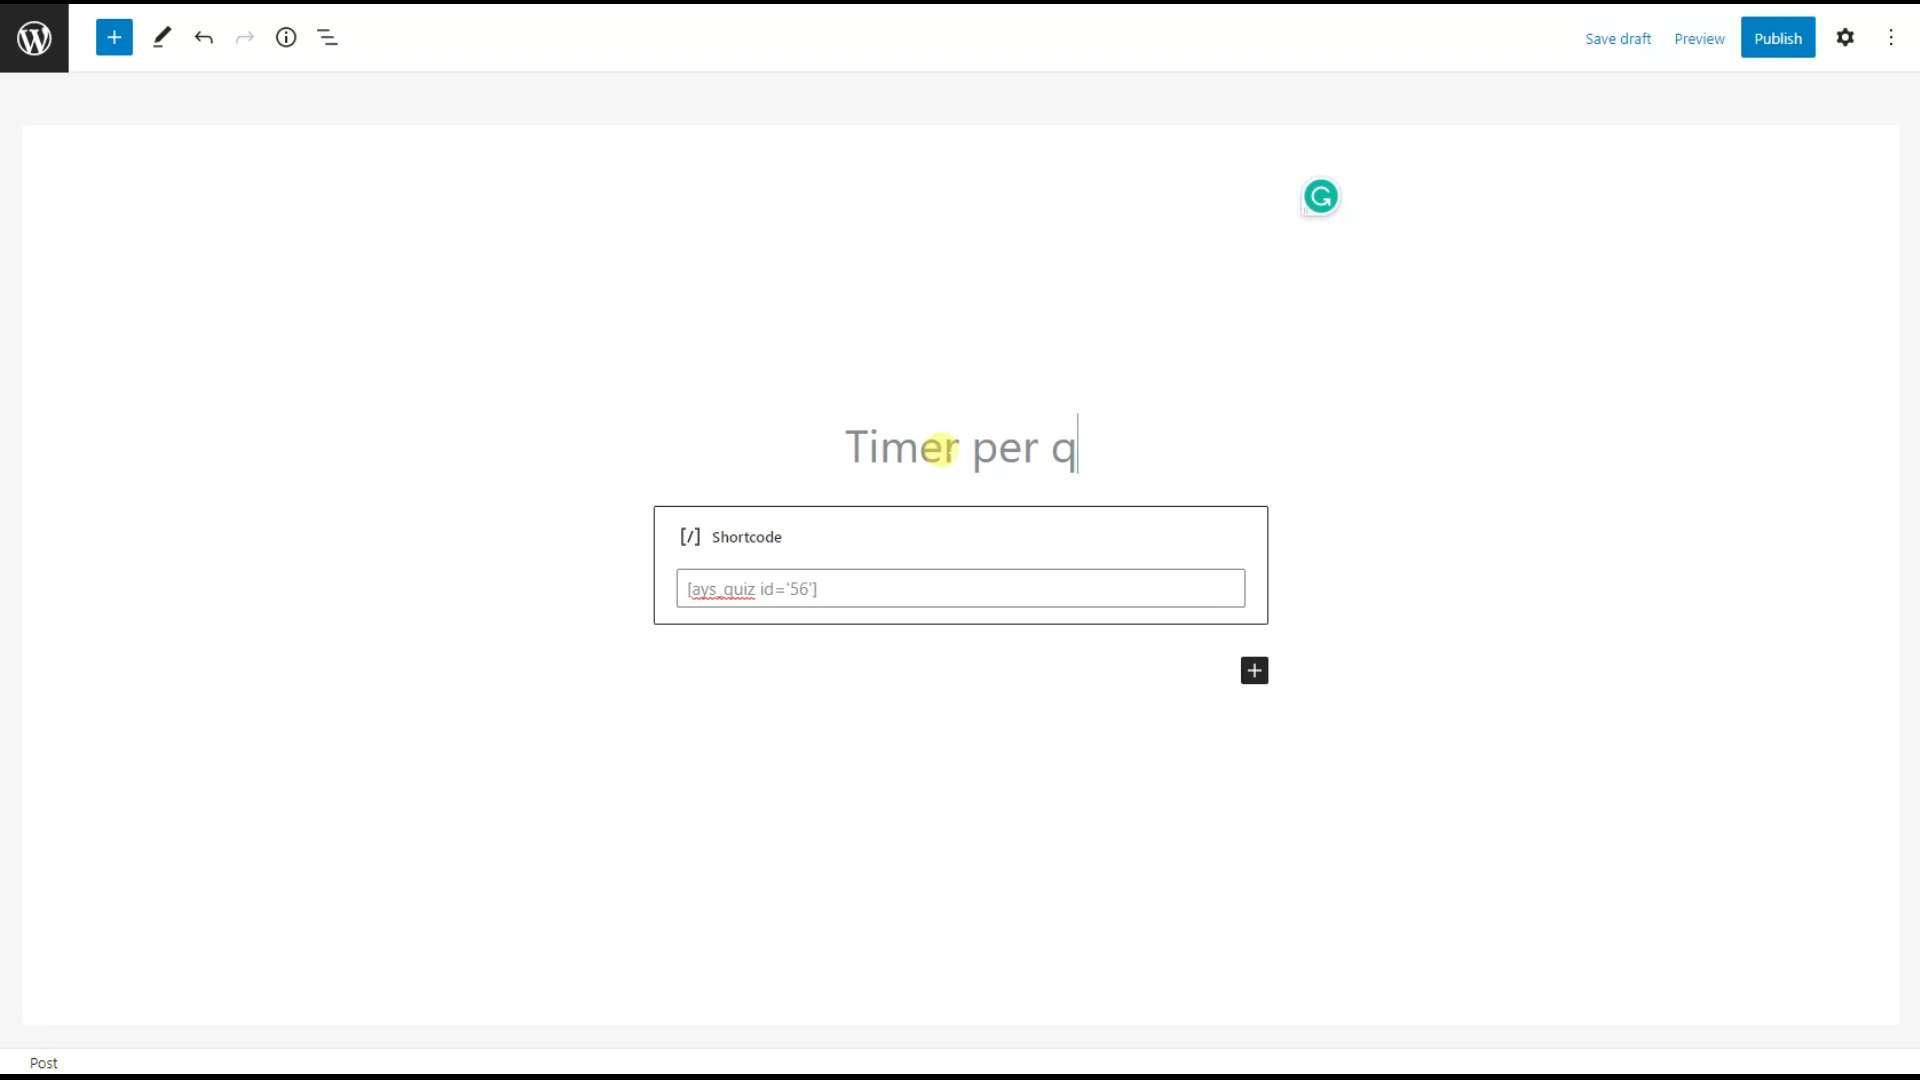 Save draft
Preview
Publish
Timer per q
[/] Shortcode
[ays_quiz id='56']
Post